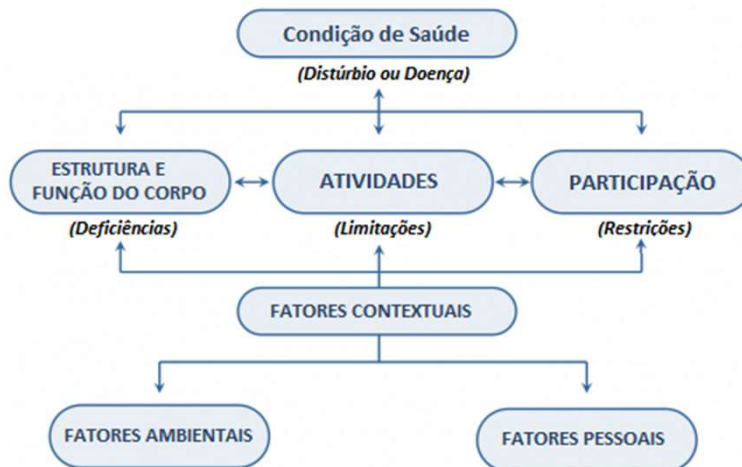 Condição de Saúde
(Distúrbio ou Doença)
ESTRUTURA E
FUNÇÃO DO CORPO
(Deficiências)
ATIVIDADES
(Limitações)
PARTICIPAÇÃO
(Restrições)
FATORES CONTEXTUAIS
FATORES AMBIENTAIS
FATORES PESSOAIS